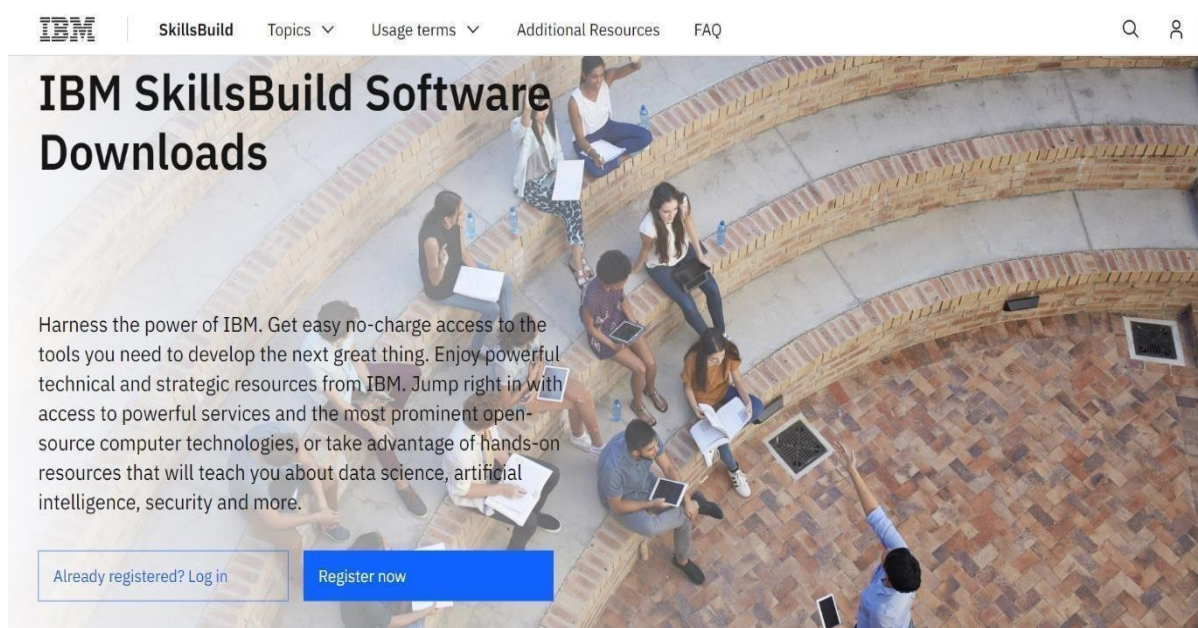 IBM SkillsBuild Topics Usage terms Additional Resources FAQ
IBM SkillsBuild Software
Downloads
Harness the power of IBM. Get easy no-charge access to the
tools you need to develop the next great thing. Enjoy powerful
technical and strategic resources from IBM. Jump right in with
access to powerful services and the most prominent open-
source computer technologies, or take advantage of hands-on
resources that will teach you about data science, artificial
intelligence, security and more.
Already registered? Log in Register now